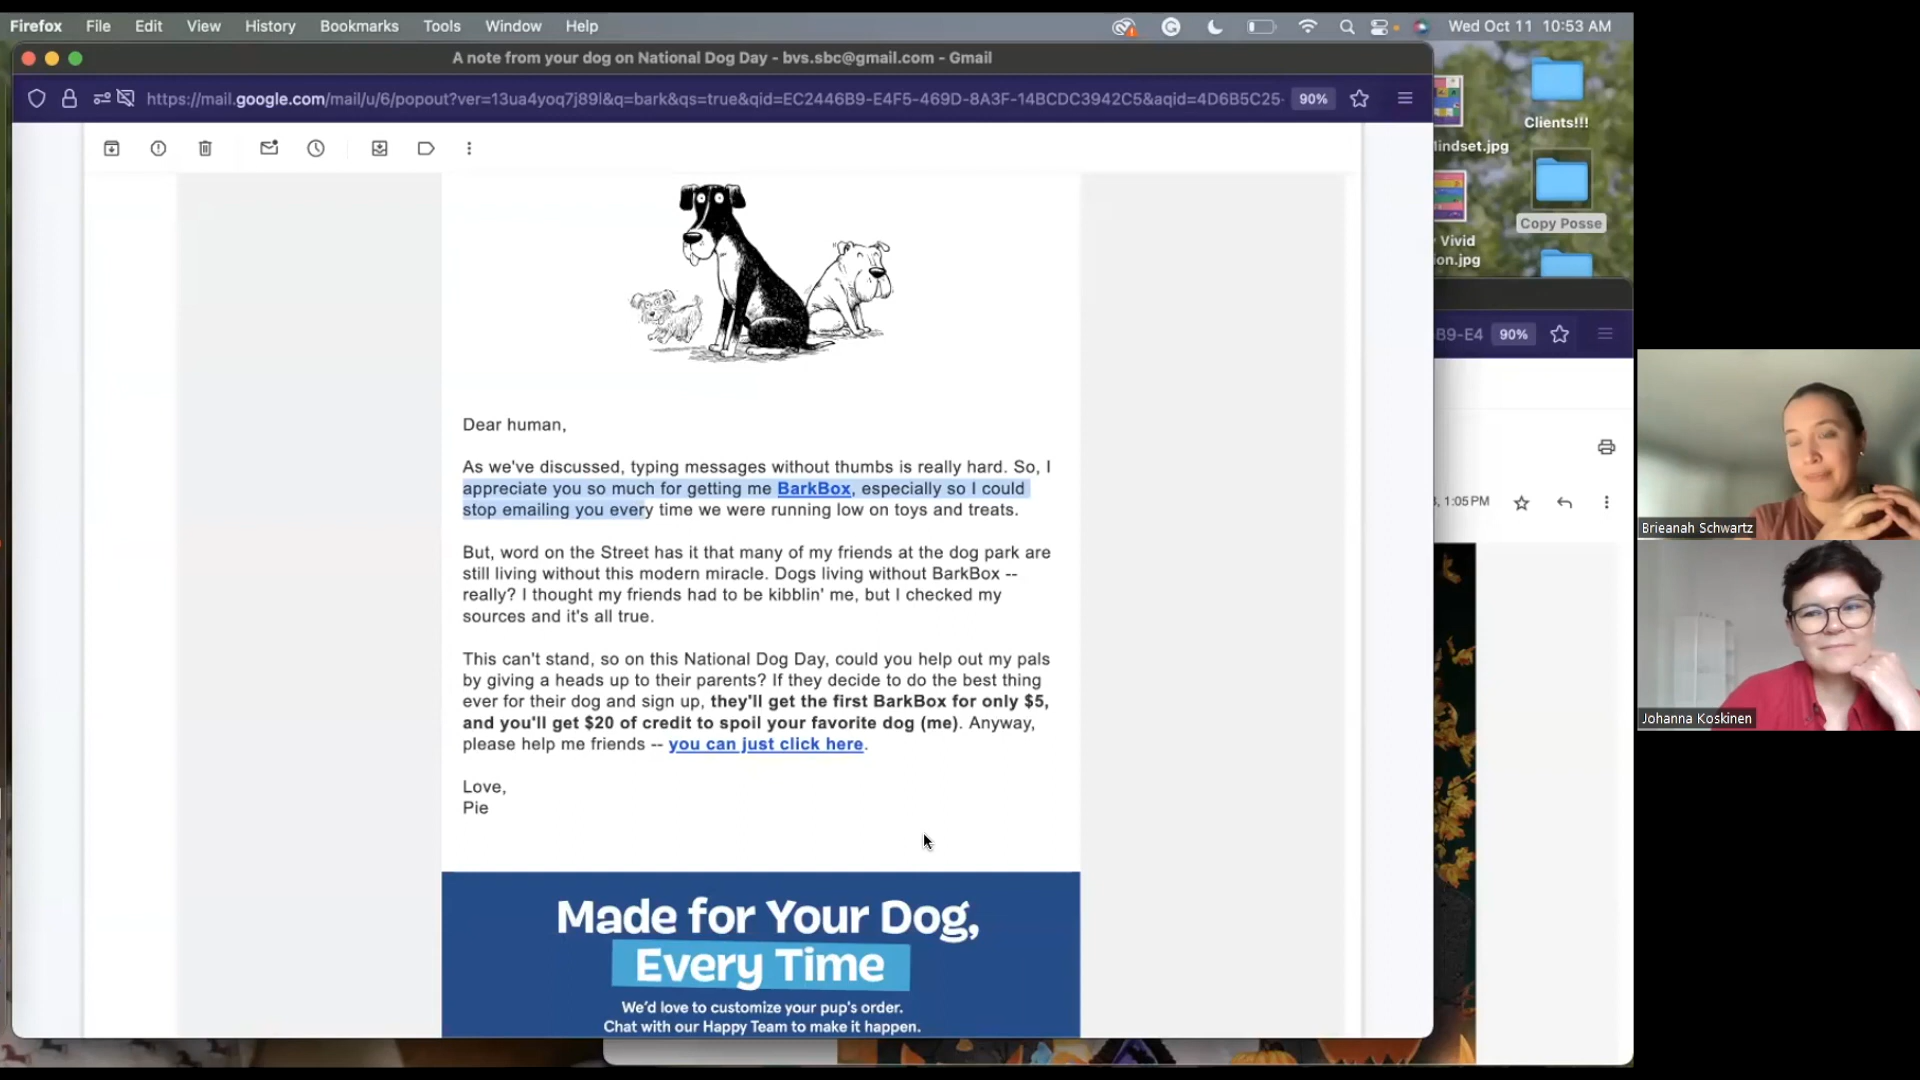 Firefox File Edit View History Bookmarks Tools Window Help Wed Oct 11 10:53 AM
A note from your dog on National Dog Day - bvs.sbc@gmail.com - Gmail
https://mail.google.com/mail/u/6/popout?ver=13ua4yoq7j89l&q=bark&qs=true&qid=EC2446B9-E4F5-469D-8A3F-14BCDC3942C5&aqid=4D6B5C25- 90%
Clients!!!
Mindset.jpg
Copy Posse
Vivid
ion.jpg
B9-E4 90%
, 1:05 PM
Dear human,
As we've discussed, typing messages without thumbs is really hard. So, I
appreciate you so much for getting me BarkBox, especially so I could
stop emailing you every time we were running low on toys and treats.
But, word on the Street has it that many of my friends at the dog park are
still living without this modern miracle. Dogs living without BarkBox --
really? I thought my friends had to be kibblin' me, but I checked my
sources and it's all true.
This can't stand, so on this National Dog Day, could you help out my pals
by giving a heads up to their parents? If they decide to do the best thing
ever for their dog and sign up, they'll get the first BarkBox for only $5,
and you'll get $20 of credit to spoil your favorite dog (me). Anyway,
please help me friends -- you can just click here.
Love,
Pie
Made for Your Dog,
Every Time
We'd love to customize your pup's order.
Chat with our Happy Team to make it happen.
Brieanah Schwartz
Johanna Koskinen